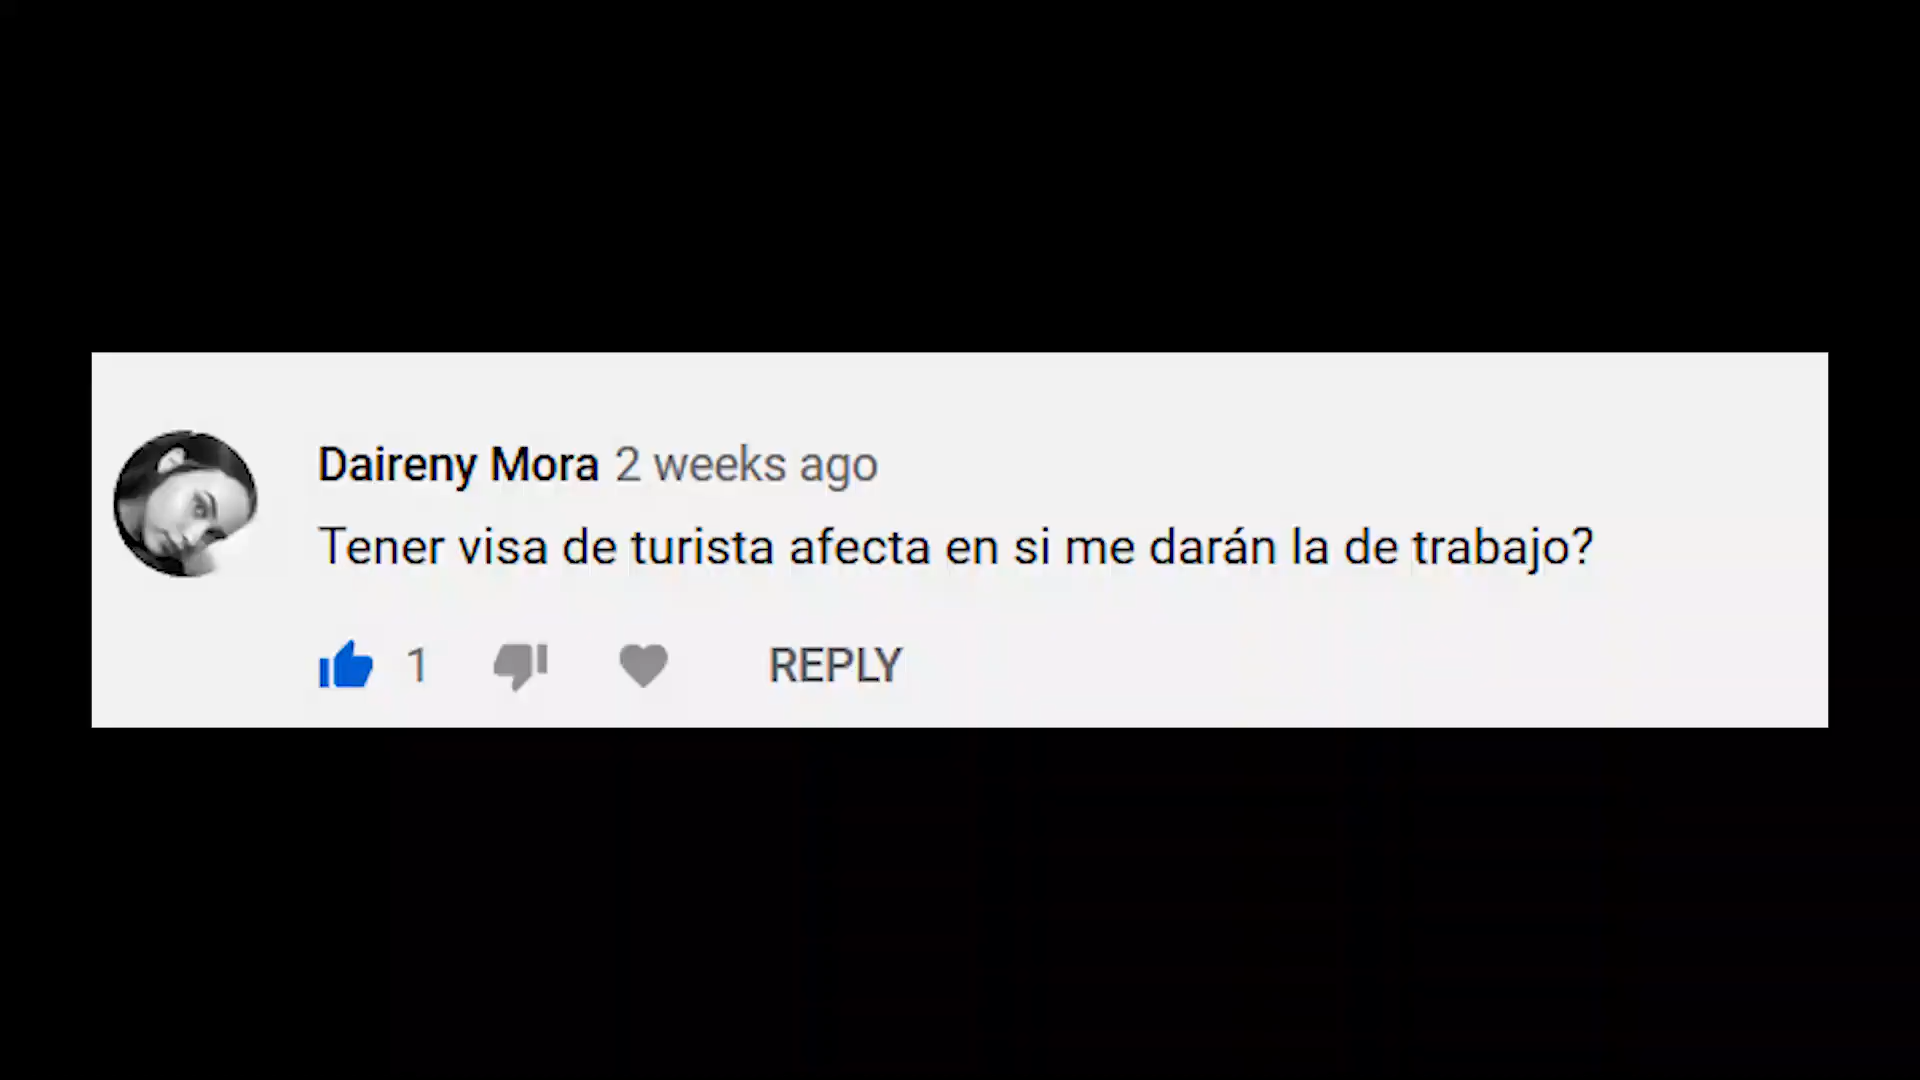 Daireny Mora 2 weeks ago
Tener visa de turista afecta en si me darán la de trabajo?
1 REPLY